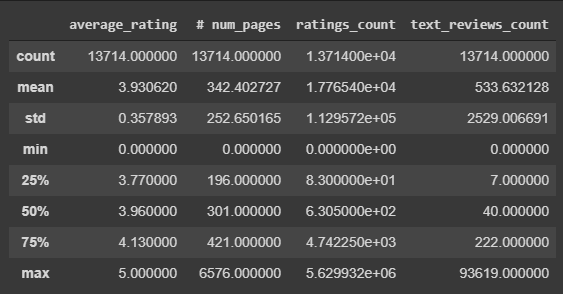 average_rating # num_pages ratings_count text_reviews_count
count 13714.000000 13714.000000 1.371400e+04 13714.000000
mean 3.930620 342.402727 1.776540e+04 533.632128
std 0.357893 252.650165 1.129572e+05 2529.006691
min 0.000000 0.000000 0.000000e+00 0.000000
25% 3.770000 196.000000 8.300000e+01 7.000000
50% 3.960000 301.000000 6.305000e+02 40.000000
75% 4.130000 421.000000 4.742250e+03 222.000000
max 5.000000 6576.000000 5.629932e+06 93619.000000